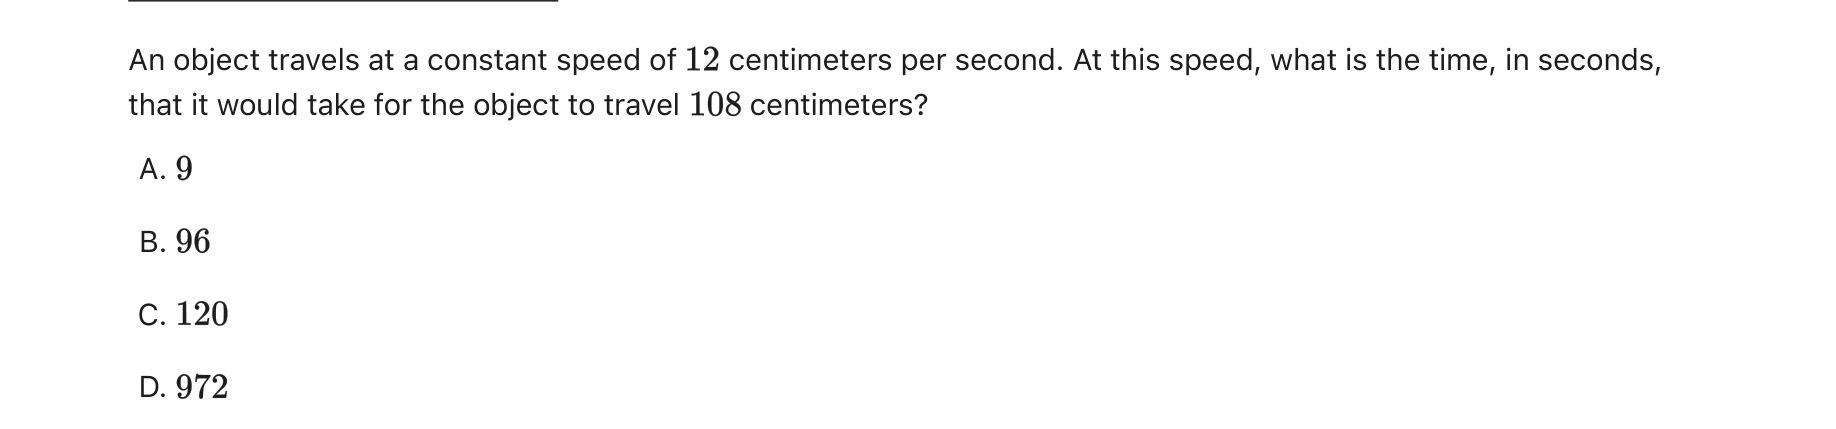 An object travels at a constant speed of 12 centimeters per second. At this speed, what is the time, in seconds,
that it would take for the object to travel 108 centimeters?
A. 9
B. 96
C. 120
D. 972